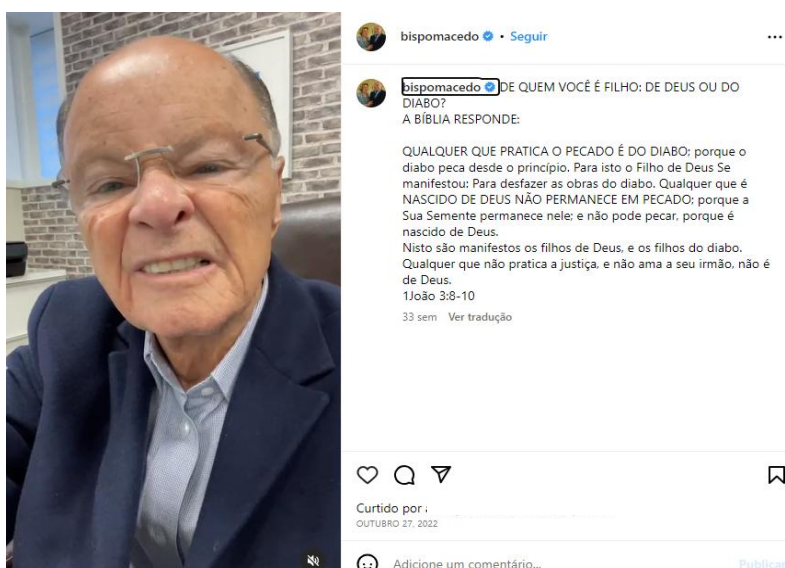 bispomacedo • Seguir
bispomacedo DE QUEM VOCÊ É FILHO: DE DEUS OU DO
DIABO?
A BÍBLIA RESPONDE:
QUALQUER QUE PRATICA O PECADO É DO DIABO; porque o
diabo peca desde o princípio. Para isto o Filho de Deus Se
manifestou: Para desfazer as obras do diabo. Qualquer que é
NASCIDO DE DEUS NÃO PERMANECE EM PECADO; porque a
Sua Semente permanece nele; e não pode pecar, porque é
nascido de Deus.
Nisto são manifestos os filhos de Deus, e os filhos do diabo.
Qualquer que não pratica a justiça, e não ama a seu irmão, não é
de Deus.
1João 3:8-10
33 sem Ver tradução
Curtido por
OUTUBRO 27, 2022
Adicione um comentário...
Publicar